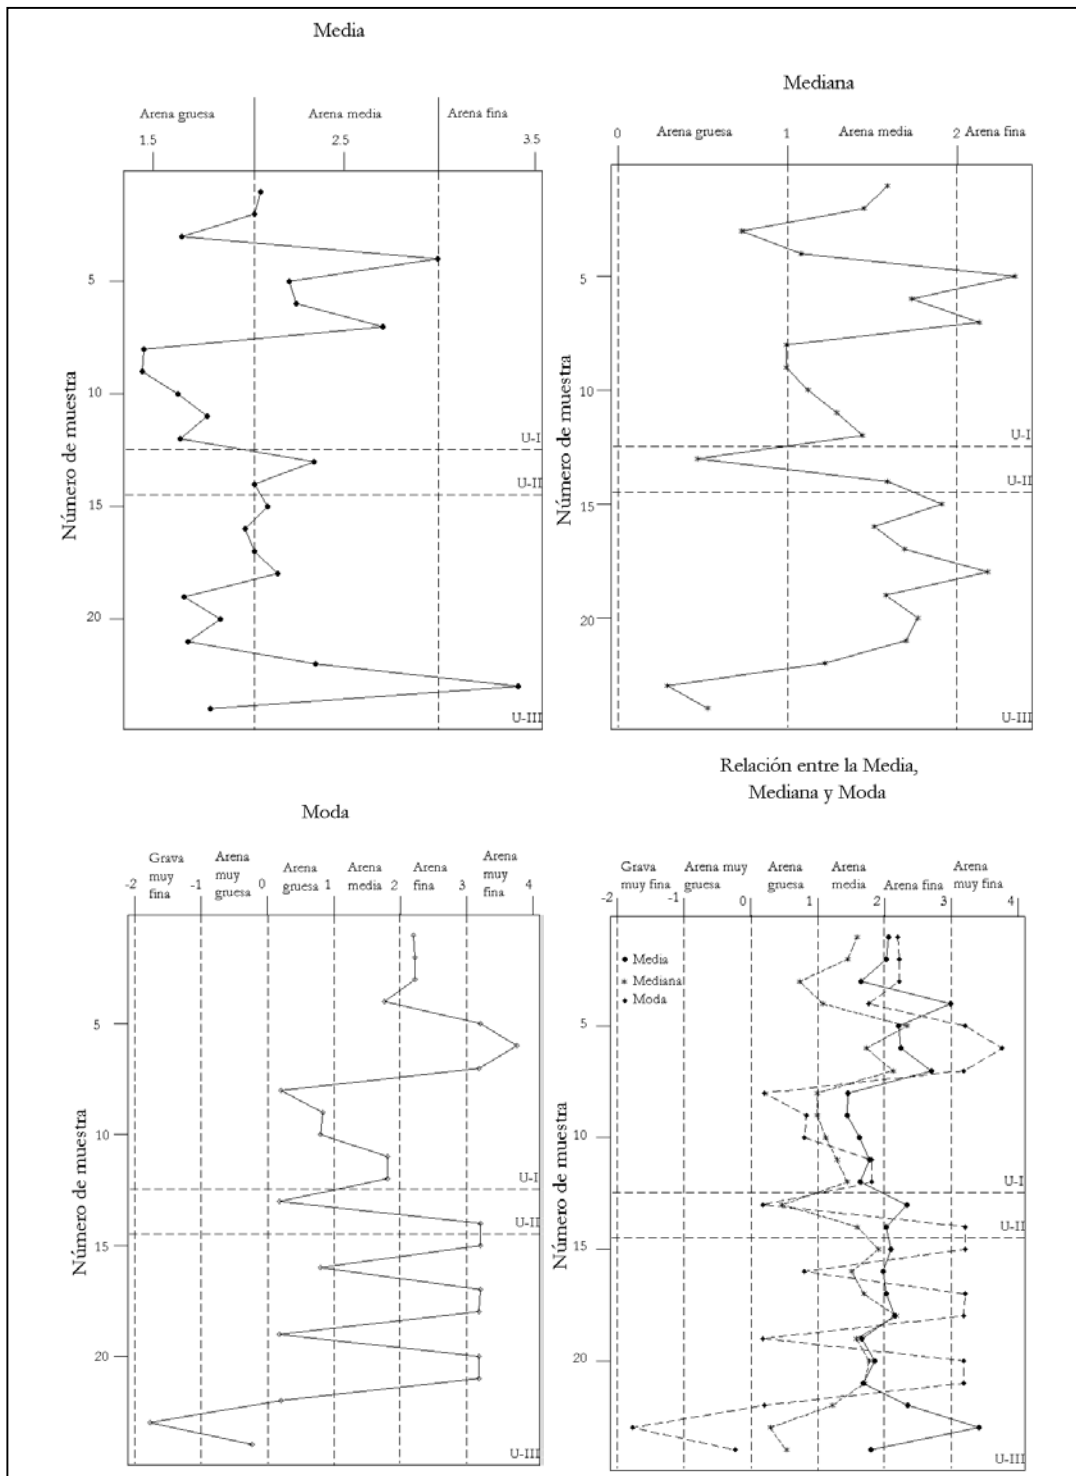 Media
Arena gruesa Arena media Arena fina
1.5 2.5 3.5
5
10
15
20
Número de muestra
U-I
U-II
U-III
Mediana
0 Arena gruesa 1 Arena media 2 Arena fina
5
10
15
20
Número de muestra
U-I
U-II
U-III
Moda
Grava muy fina
Arena muy gruesa
Arena gruesa
Arena media
Arena fina
Arena muy fina
-2 -1 0 1 2 3 4
5
10
15
20
Número de muestra
U-I
U-II
U-III
Relación entre la Media,
Mediana y Moda
Grava muy fina
Arena muy gruesa
Arena gruesa
Arena media
Arena fina
Arena muy fina
-2 -1 0 1 2 3 4
Media
Mediana
Moda
5
10
15
20
Número de muestra
U-I
U-II
U-III